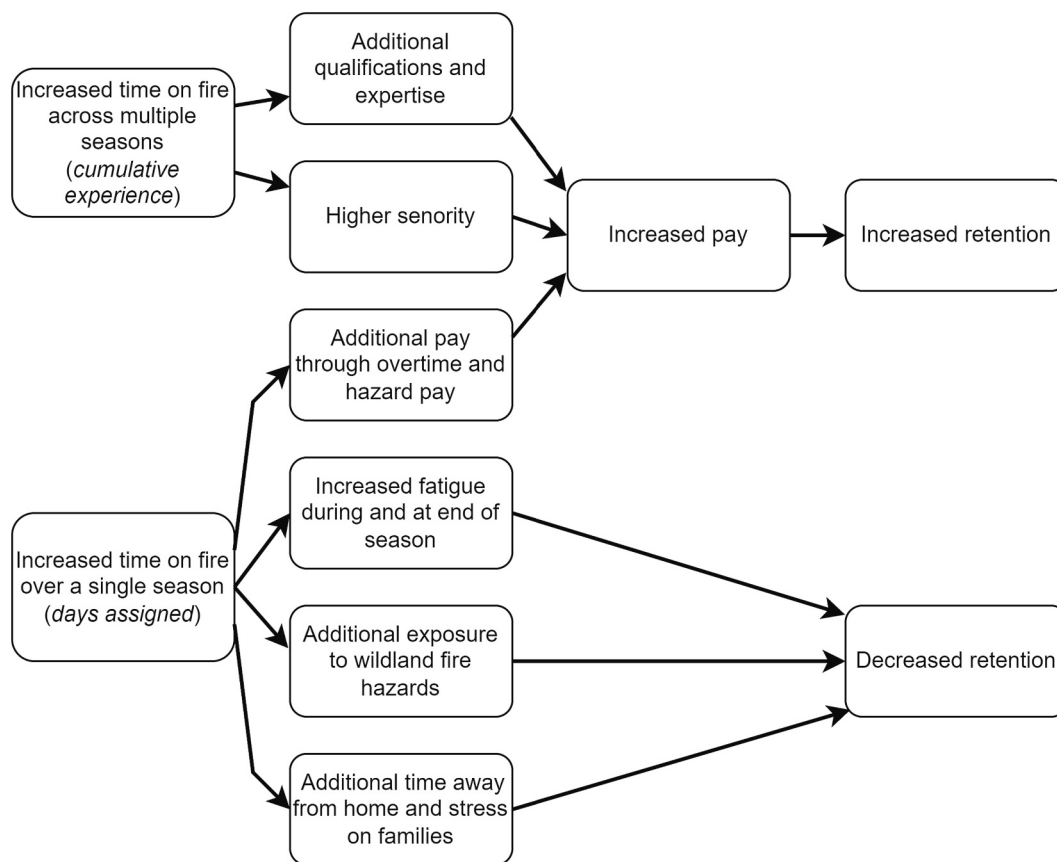 Increased time on fire
across multiple
seasons
(cumulative
experience)
Additional
qualifications and
expertise
Higher senority
Increased pay
Increased retention
Additional pay
through overtime and
hazard pay
Increased time on fire
over a single season
(days assigned)
Increased fatigue
during and at end of
season
Additional exposure
to wildland fire
hazards
Additional time away
from home and stress
on families
Decreased retention